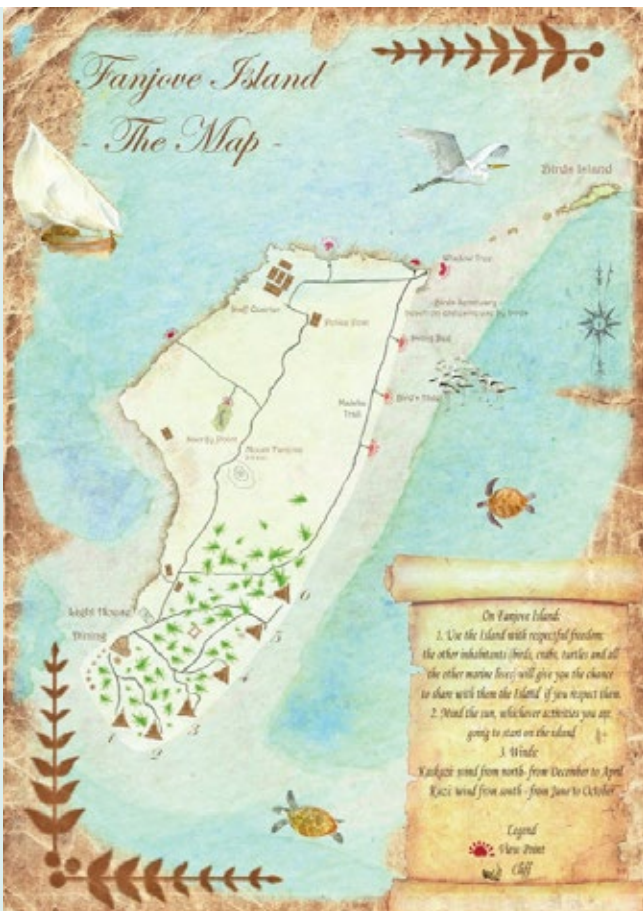 Fanjove Island
- The Map -
Birds Island
Window Tree
Birds Sanctuary
Staff Quarter
Police Post
Swing Bed
Madebe
Trail
Mount Fanjove
Light House
Dining
6
5
4
3
2
1
On Fanjove Island:
1. Use the Island with respectful freedom:
the other inhabitants (birds, crabs, turtles and all
the other marine lives) will give you the chance
to share with them the Island if you respect them.
2. Mind the sun, whichever activities you are
going to start on the island
3. Winds:
Kaskazi: wind from north - from December to April
Kuzi: wind from south - from June to October
Legend
View Point
Cliff